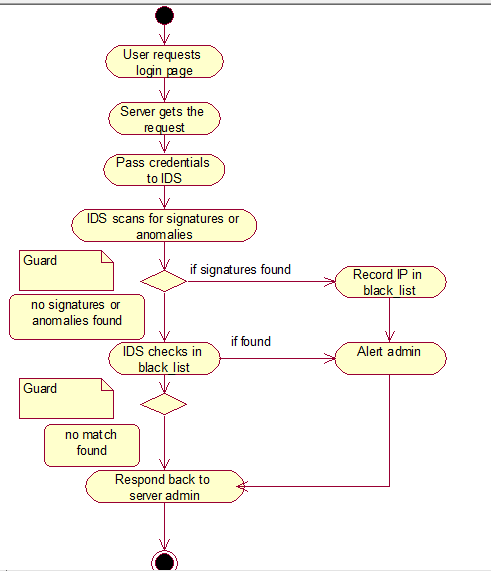 User requests
login page
Server gets the
request
Pass credentials
to IDS
IDS scans for signatures or
anomalies
Guard
if signatures found
Record IP in
black list
no signatures or
anomalies found
if found
IDS checks in
black list
Alert admin
Guard
no match
found
Respond back to
server admin